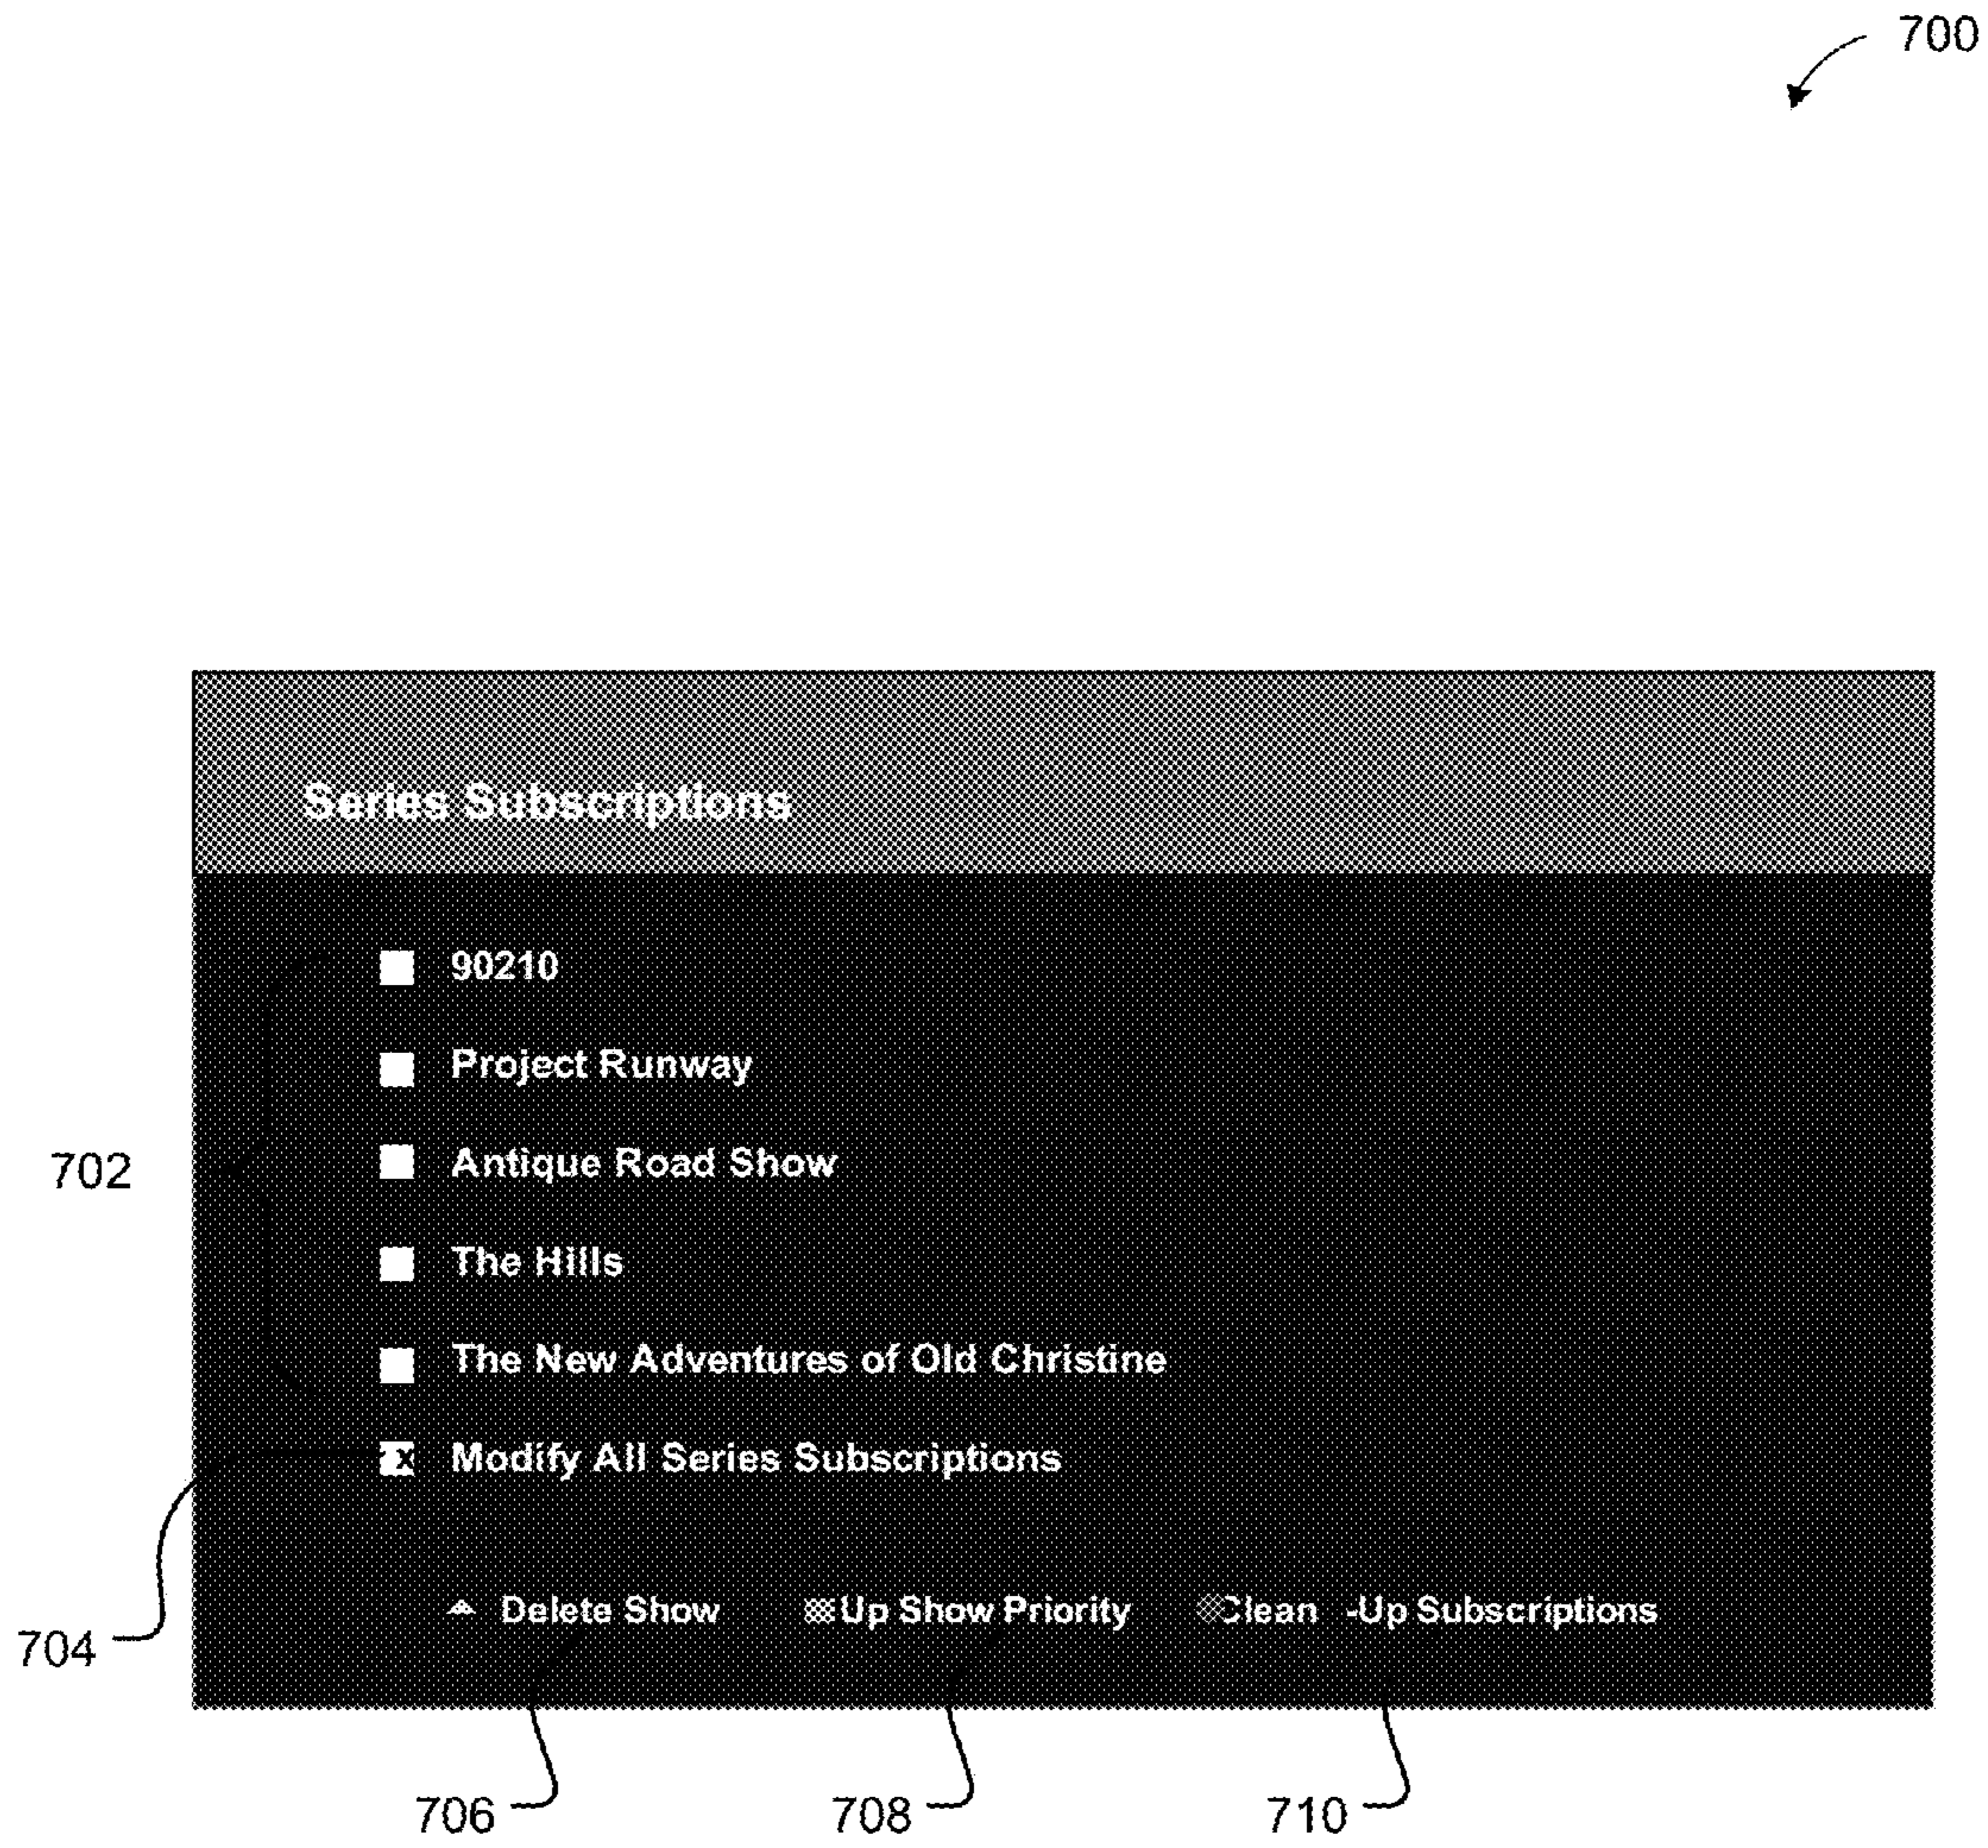 700
Series Subscriptions
90210
Project Runway
702
Antique Road Show
The Hills
The New Adventures of Old Christine
x Modify All Series Subscriptions
704
Delete Show Up Show Priority Clean -Up Subscriptions
706 708 710